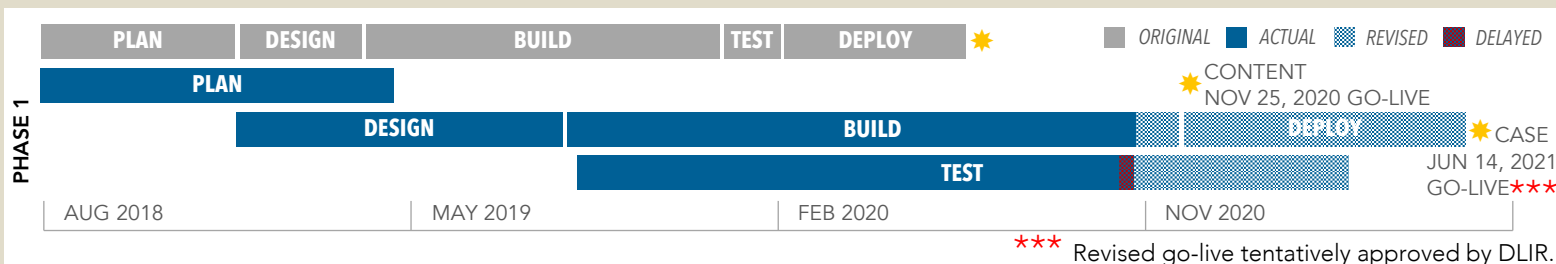 PLAN DESIGN BUILD TEST DEPLOY ORIGINAL ACTUAL REVISED DELAYED
PLAN
CONTENT
NOV 25, 2020 GO-LIVE
PHASE 1
DESIGN BUILD DEPLOY CASE
JUN 14, 2021
GO-LIVE***
TEST
AUG 2018 MAY 2019 FEB 2020 NOV 2020
*** Revised go-live tentatively approved by DLIR.